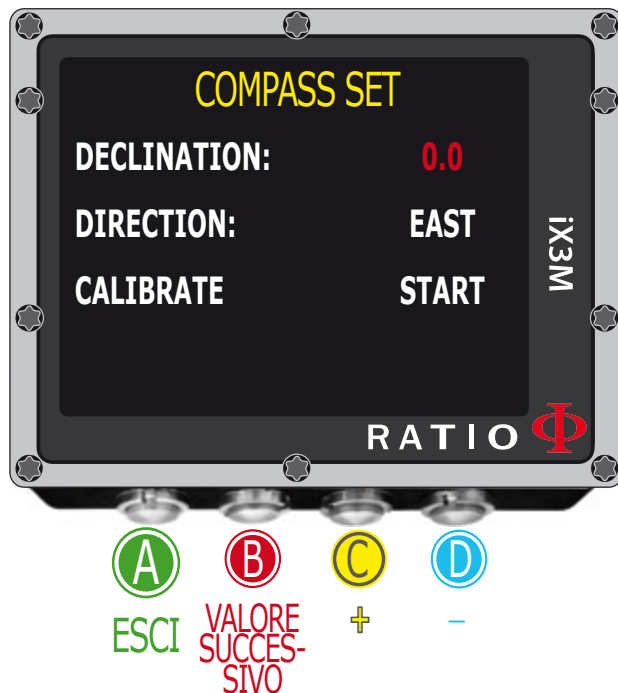 COMPASS SET
DECLINATION: 0.0
DIRECTION: EAST
CALIBRATE START
iX3M
RATIO Φ
A B C D
ESCI VALORE SUCCES-SIVO + −